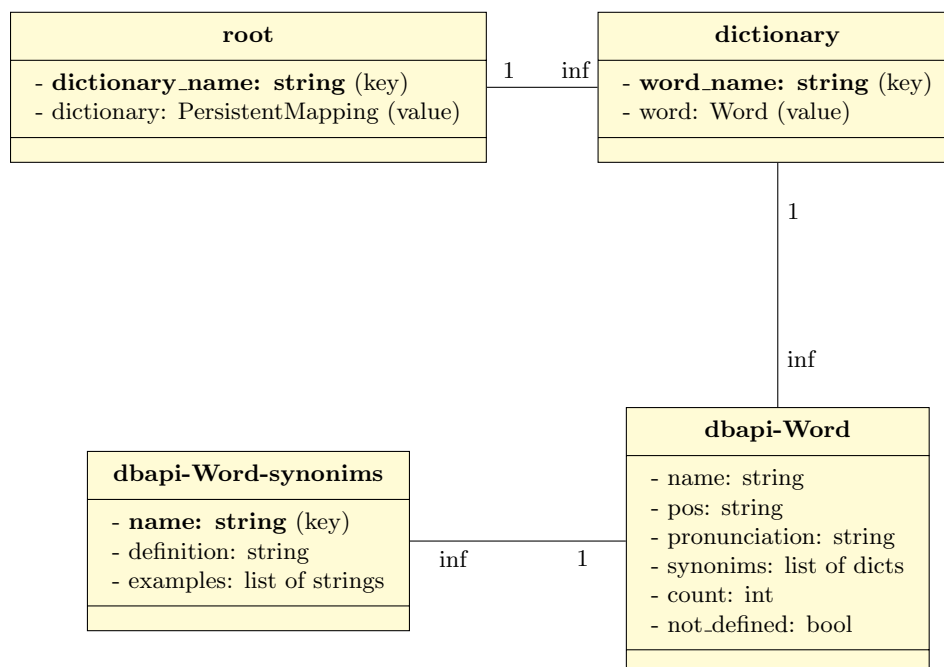 root
- dictionary_name: string (key)
- dictionary: PersistentMapping (value)
1
inf
dictionary
- word_name: string (key)
- word: Word (value)
1
inf
dbapi-Word-synonims
- name: string (key)
- definition: string
- examples: list of strings
inf
1
dbapi-Word
- name: string
- pos: string
- pronunciation: string
- synonims: list of dicts
- count: int
- not_defined: bool